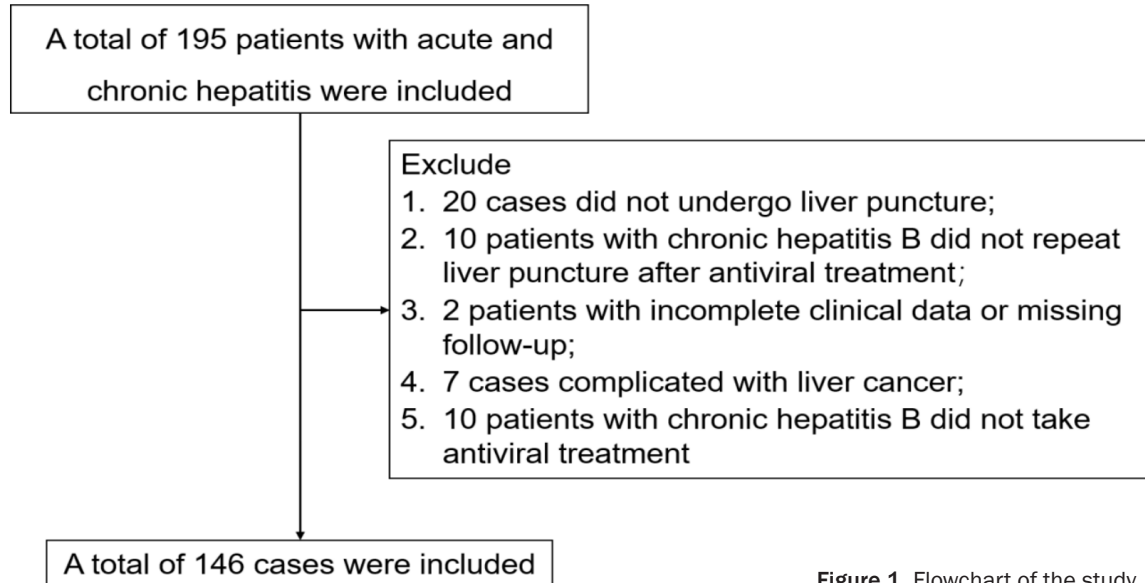 A total of 195 patients with acute and
chronic hepatitis were included
Exclude
1. 20 cases did not undergo liver puncture;
2. 10 patients with chronic hepatitis B did not repeat
liver puncture after antiviral treatment;
3. 2 patients with incomplete clinical data or missing
follow-up;
4. 7 cases complicated with liver cancer;
5. 10 patients with chronic hepatitis B did not take
antiviral treatment
A total of 146 cases were included
Figure 1. Flowchart of the study.